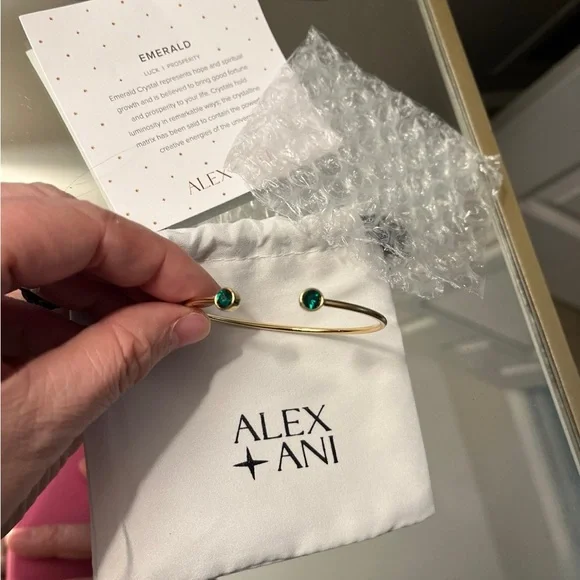 EMERALD
LUCK + PROSPERITY
Emerald Crystal represents hope and spiritual
growth and is believed to bring good fortune
and prosperity to your life. Crystals hold
luminosity in remarkable ways; the crystalline
matrix has been said to contain the power
creative energies of the universe
ALEX
ALEX
ANI